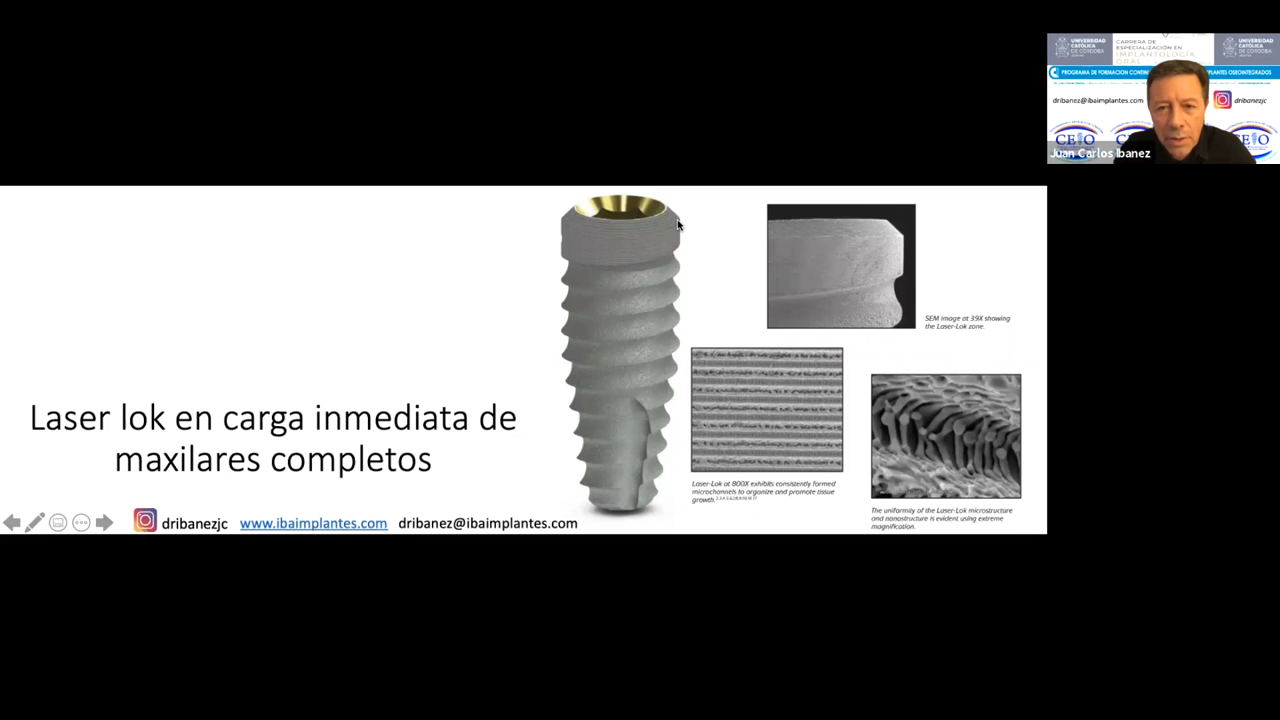 UNIVERSIDAD
CATÓLICA
DE CÓRDOBA
CARRERA DE
ESPECIALIZACIÓN EN
IMPLANTOLOGÍA
ORAL
UNIVERSIDAD
CATÓLICA
DE CÓRDOBA
PROGRAMA DE FORMACIÓN CONTIN
PLANTES OSEOINTEGRADOS
dribanez@ibaimplantes.com
dribanezjc
CEIO
Juan Carlos Ibanez
SEM image at 39X showing
the Laser-Lok zone.
Laser lok en carga inmediata de
maxilares completos
Laser-Lok at 800X exhibits consistently formed
microchannels to organize and promote tissue
growth.
The uniformity of the Laser-Lok microstructure
and nanostructure is evident using extreme
magnification.
dribanezjc www.ibaimplantes.com dribanez@ibaimplantes.com